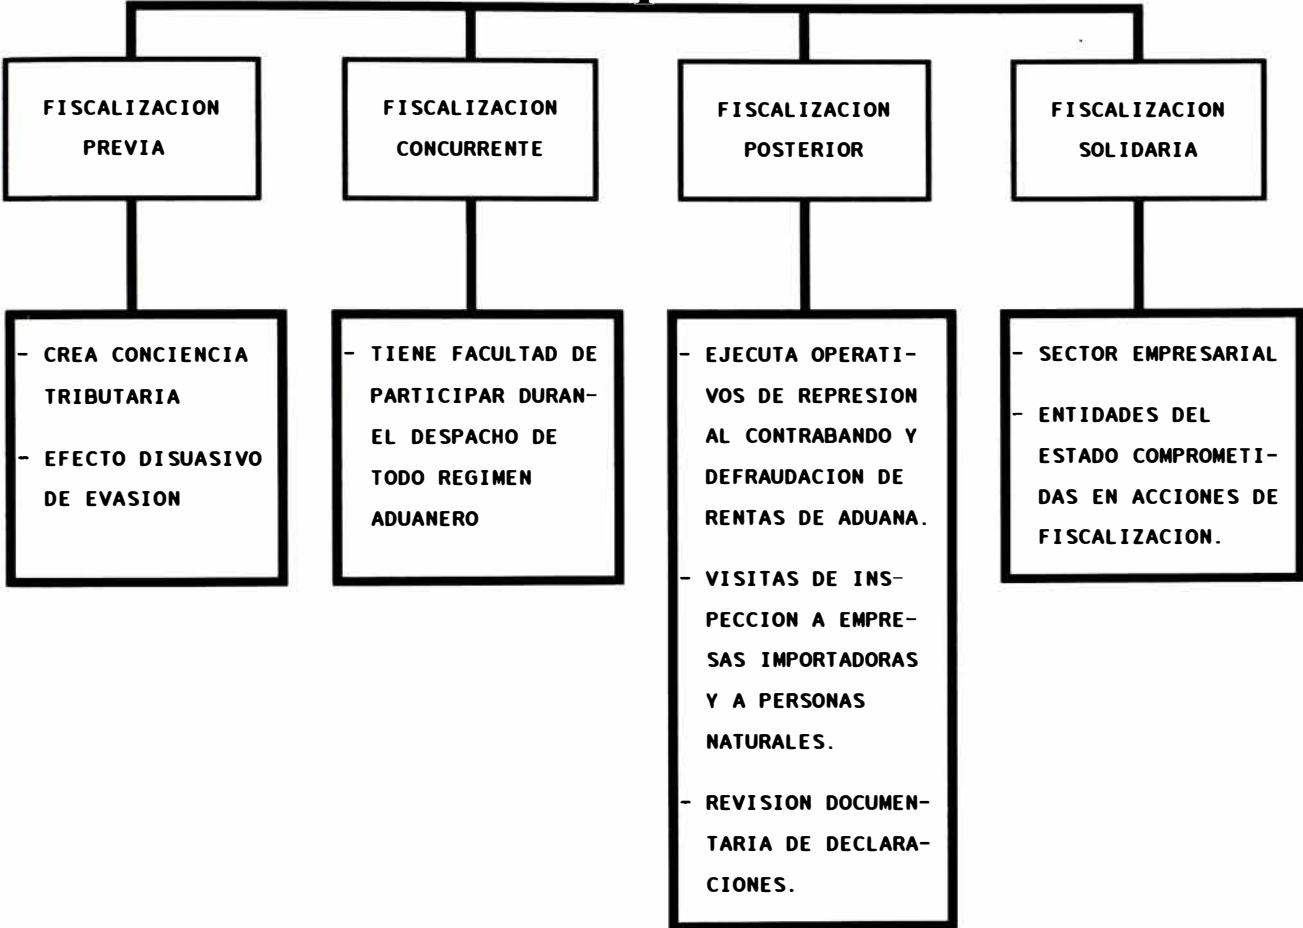 FISCALIZACION
PREVIA
FISCALIZACION
CONCURRENTE
FISCALIZACION
POSTERIOR
FISCALIZACION
SOLIDARIA
- CREA CONCIENCIA
TRIBUTARIA
- EFECTO DISUASIVO
DE EVASION
- TIENE FACULTAD DE
PARTICIPAR DURAN-
EL DESPACHO DE
TODO REGIMEN
ADUANERO
- EJECUTA OPERATI-
VOS DE REPRESION
AL CONTRABANDO Y
DEFRAUDACION DE
RENTAS DE ADUANA.
- VISITAS DE INS-
PECCION A EMPRE-
SAS IMPORTADORAS
Y A PERSONAS
NATURALES.
- REVISION DOCUMEN-
TARIA DE DECLARA-
CIONES.
- SECTOR EMPRESARIAL
- ENTIDADES DEL
ESTADO COMPROMETI-
DAS EN ACCIONES DE
FISCALIZACION.